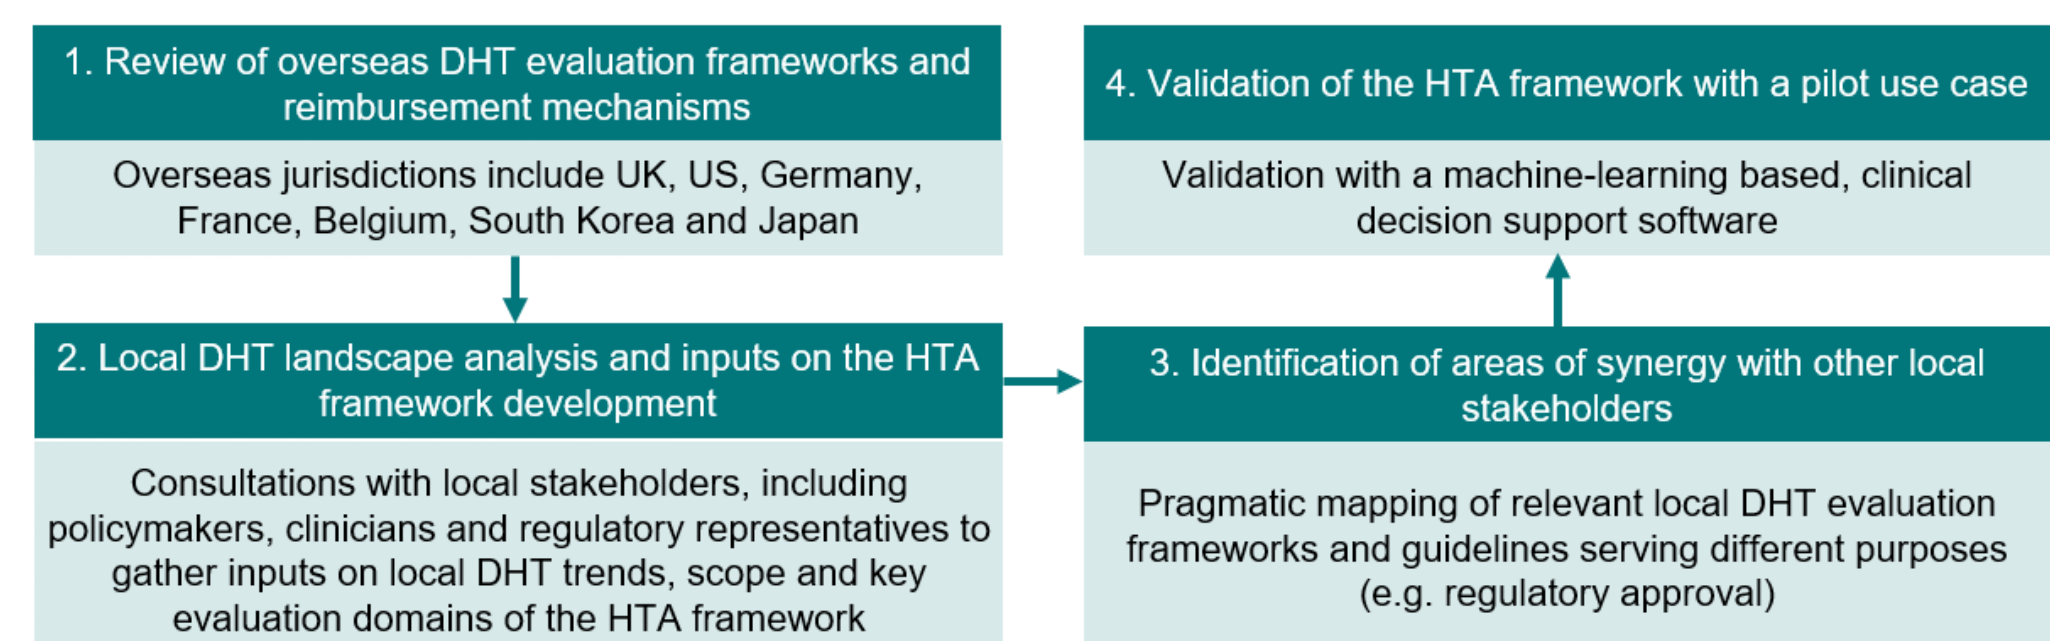 1. Review of overseas DHT evaluation frameworks and
reimbursement mechanisms
Overseas jurisdictions include UK, US, Germany,
France, Belgium, South Korea and Japan
2. Local DHT landscape analysis and inputs on the HTA
framework development
Consultations with local stakeholders, including
policymakers, clinicians and regulatory representatives to
gather inputs on local DHT trends, scope and key
evaluation domains of the HTA framework
3. Identification of areas of synergy with other local
stakeholders
Pragmatic mapping of relevant local DHT evaluation
frameworks and guidelines serving different purposes
(e.g. regulatory approval)
4. Validation of the HTA framework with a pilot use case
Validation with a machine-learning based, clinical
decision support software